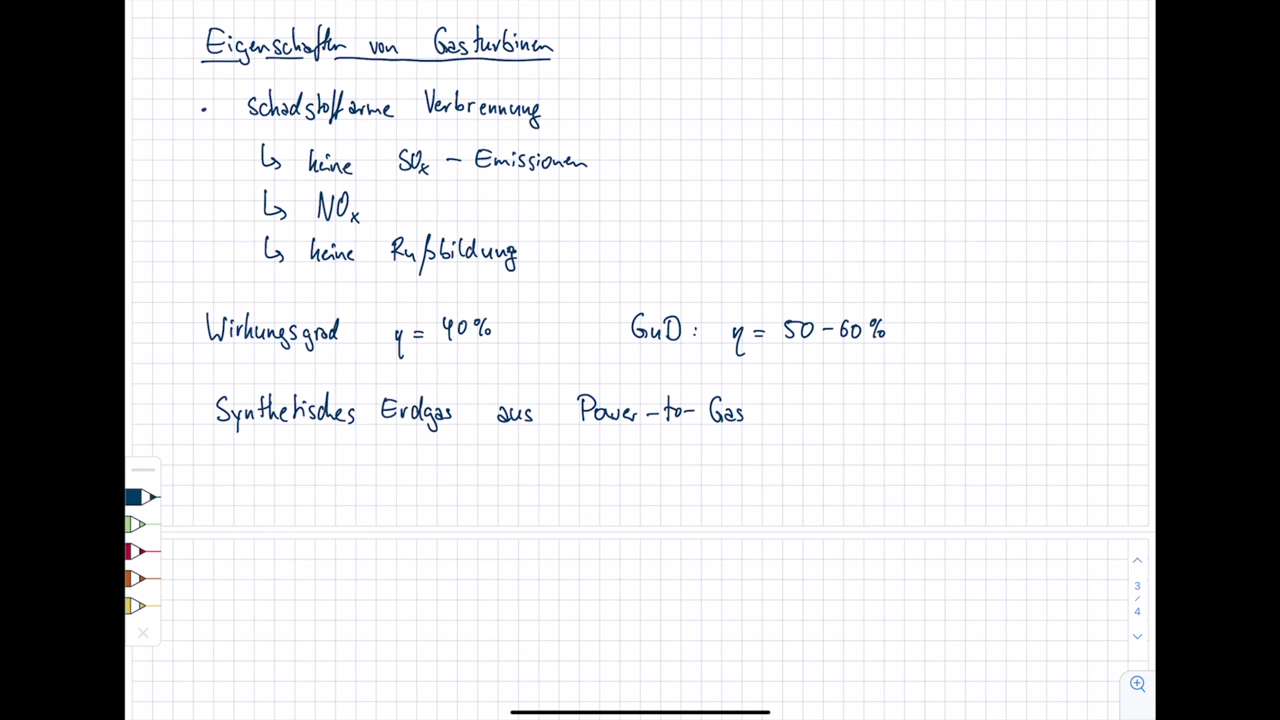 Eigenschaften von Gasturbinen
• Schadstoffarme Verbrennung
↳ keine SOx – Emissionen
↳ NOx
↳ keine Rußbildung
Wirkungsgrad η = 40% GuD: η = 50–60%
Synthetisches Erdgas aus Power-to-Gas
3
/
4